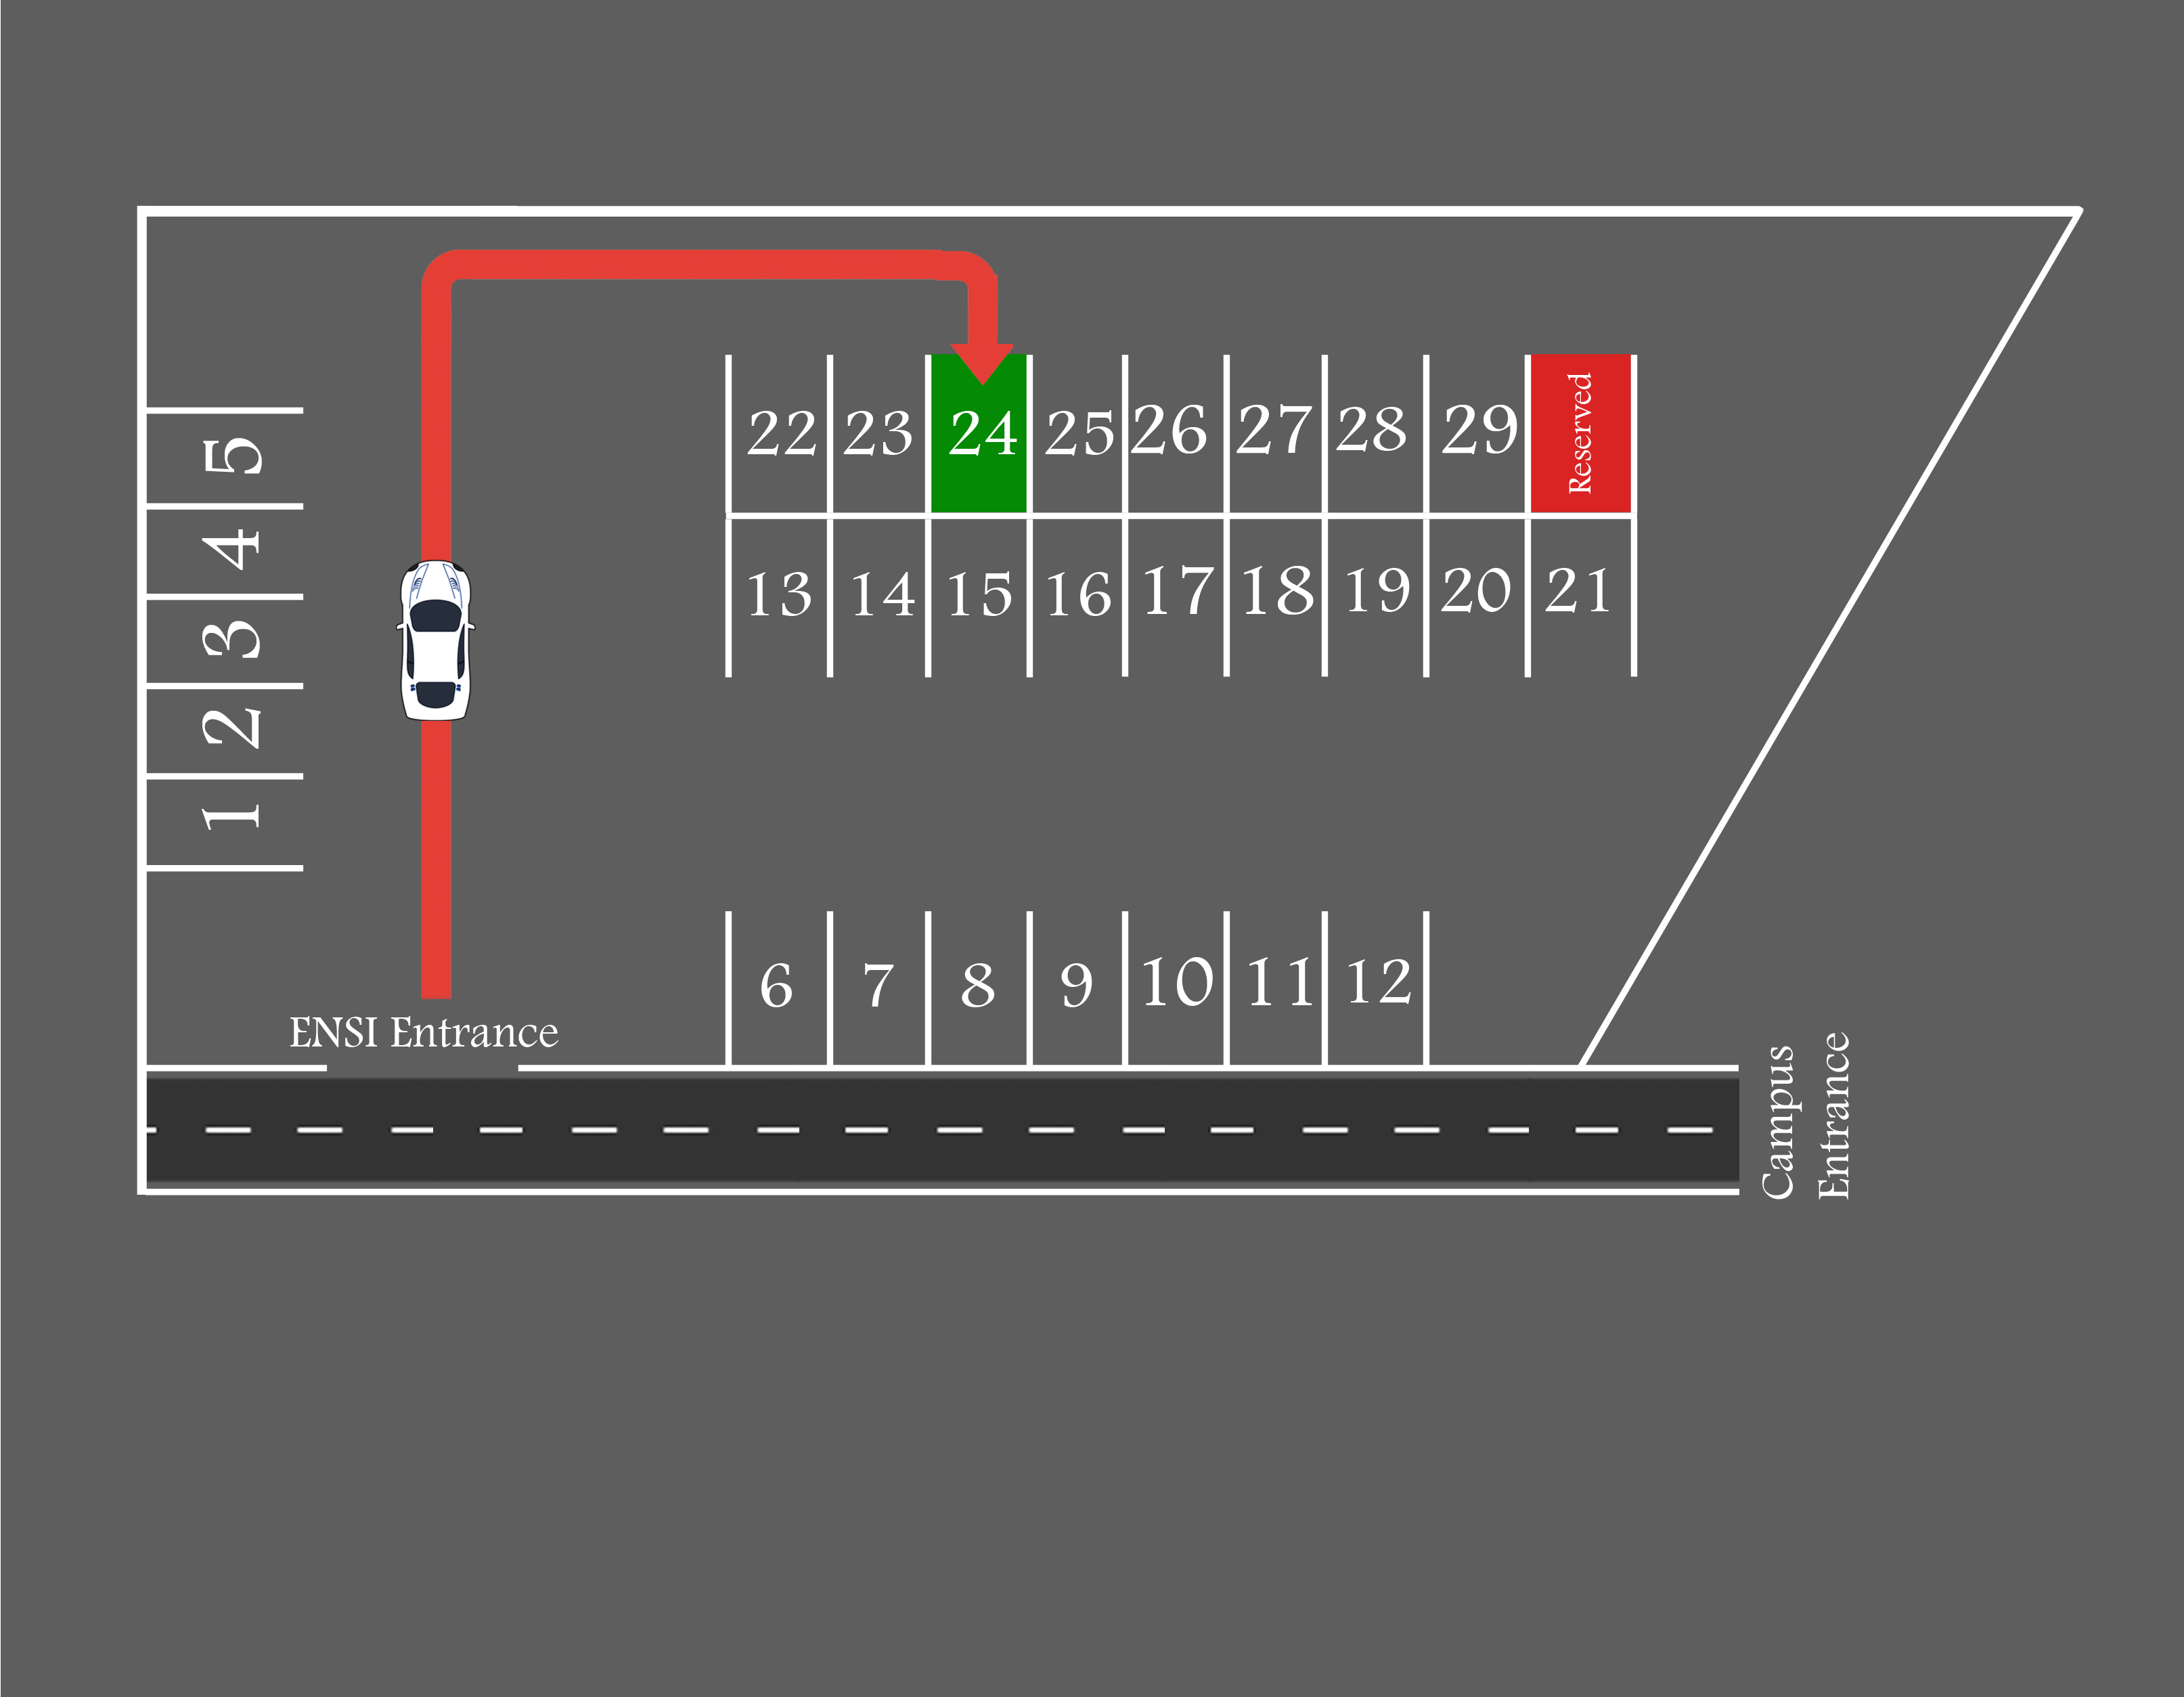 22 23 24 25 26 27 28 29 Reserved
13 14 15 16 17 18 19 20 21
5
4
3
2
1
6 7 8 9 10 11 12
ENSI Entrance
Campus
Entrance